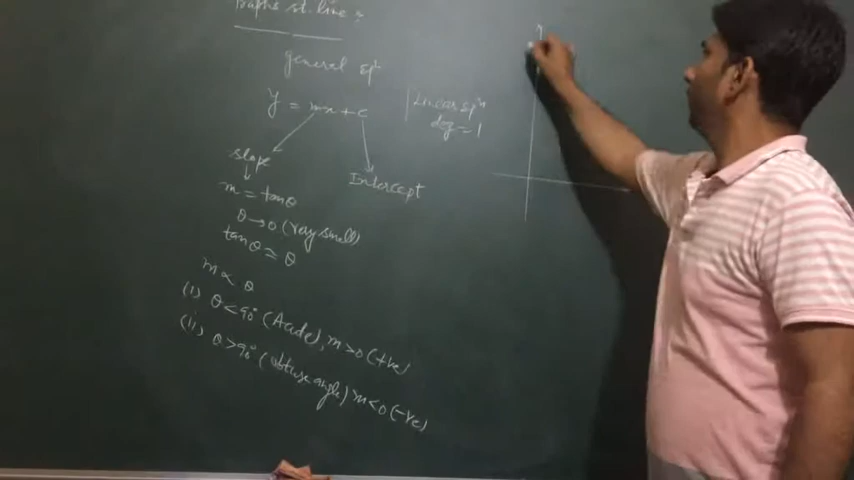 Graphs st. line :
general eqⁿ
y = mx + c
Linear eqⁿ
deg = 1
slope
Intercept
m = tanθ
θ → 0 (very small)
tanθ ≃ θ
m ∝ θ
(i) θ < 90° (Acute), m > 0 (+ve)
(ii) θ > 90° (obtuse angle) m < 0 (-ve)